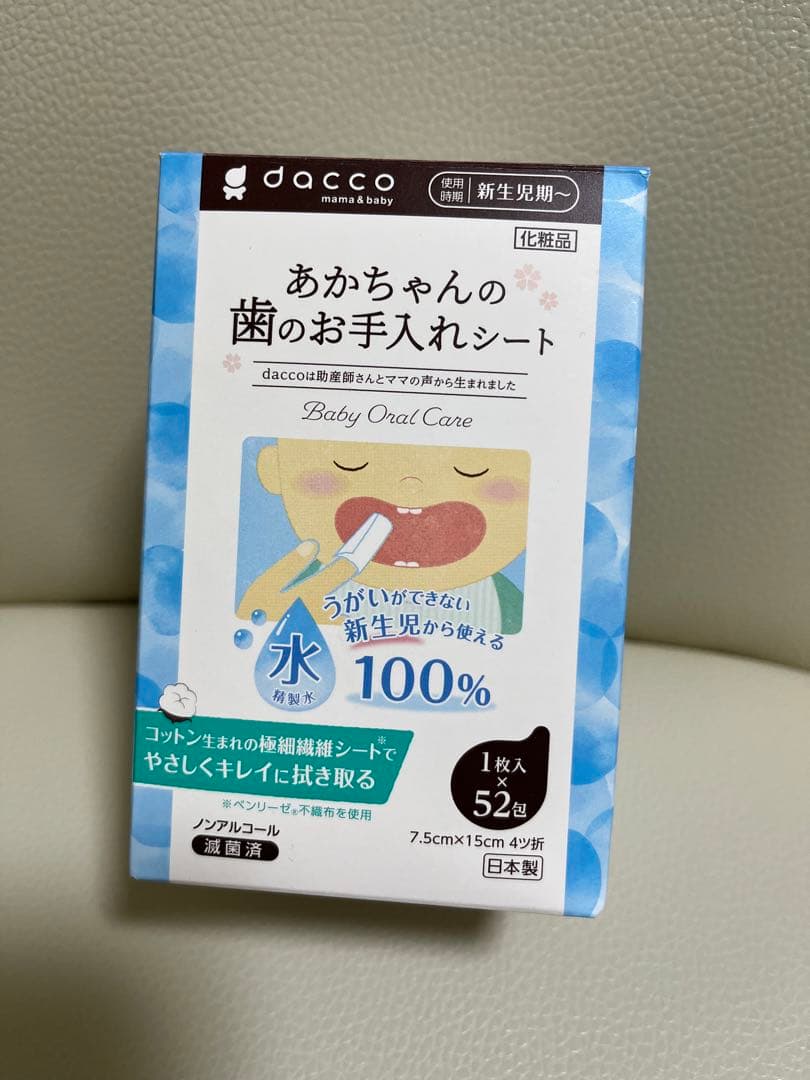 dacco
mama & baby
使用時期 新生児期〜
化粧品
あかちゃんの
歯のお手入れシート
daccoは助産師さんとママの声から生まれました
Baby Oral Care
うがいができない
新生児から使える
水
精製水
100%
コットン生まれの極細繊維シート※で
やさしくキレイに拭き取る
※ベンリーゼ®不織布を使用
1枚入
×
52包
ノンアルコール
滅菌済
7.5cm×15cm 4ツ折
日本製